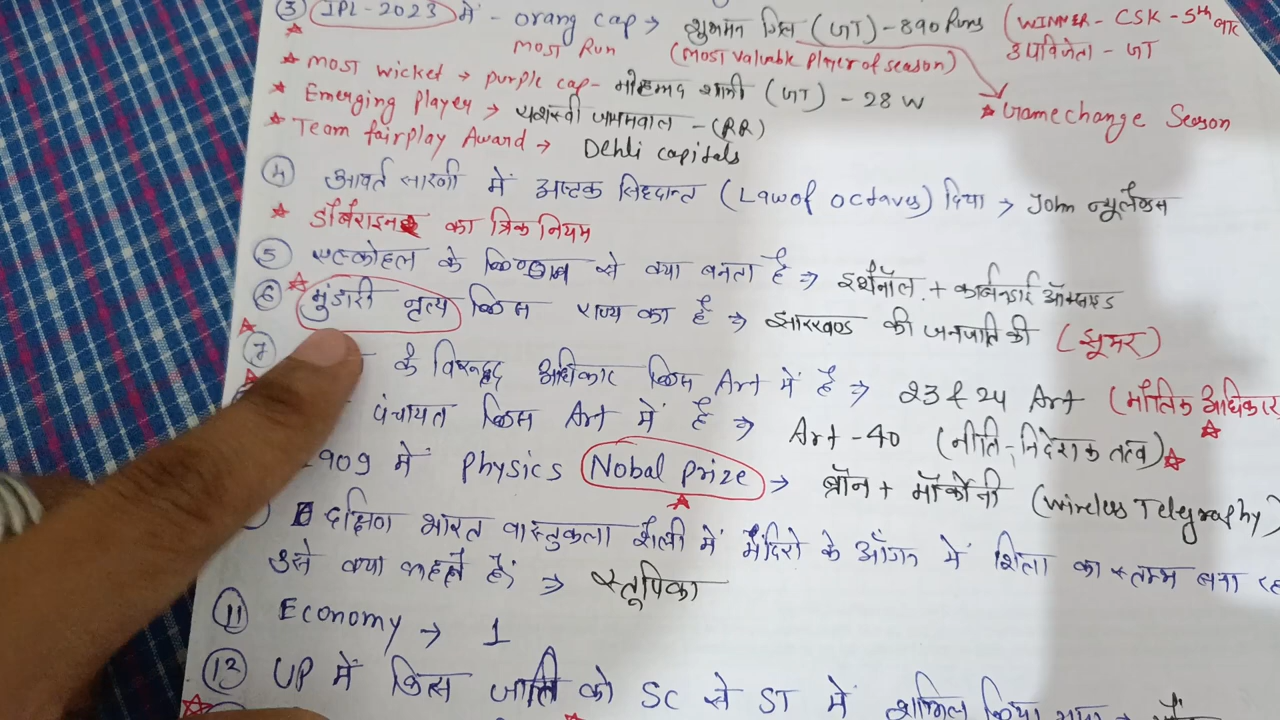 ③ IPL-2023 में - orang cap → शुभमन गिल (GT) - 890 Runs (WINNER - CSK - 5th बार
most Run (most valuable player of season) उपविजेता - GT
★ most wicket → purple cap - मोहम्मद शामी (GT) - 28 W ★ Gamechange Season
★ Emerging player → यशस्वी जायसवाल - (RR)
★ Team fairplay Award → Dehli capitals
④ आवर्त सारणी में अष्टक सिद्दान्त (Law of octaves) दिया → John न्यूलैण्डस
★ डॉबेराइनर का त्रिक नियम
⑤ एल्कोहल के किण्वन से क्या बनता है ⇒ इथेनॉल + कार्बनडाई ऑक्साइड
⑥ ★ मुंडारी नृत्य किस राज्य का है ⇒ झारखण्ड की जनजाति की (झूमर)
⑦ के विरुद्द अधिकार किस Art में है ⇒ 23 & 24 Art (मौलिक अधिकार
पंचायत किस Art में है ⇒ Art - 40 (नीति-निदेशक तत्व)
1909 में Physics Nobal prize → ब्रॉन + मॉर्कोनी (wireless Telegraphy)
दक्षिण भारत वास्तुकला शैली में मंदिरो के आँगन में शिला का स्तम्भ बना
उसे क्या कहते हैं ⇒ स्तूपिका
⑪ Economy → 1
⑫ UP में किस जाति को SC से ST में शामिल किया गया